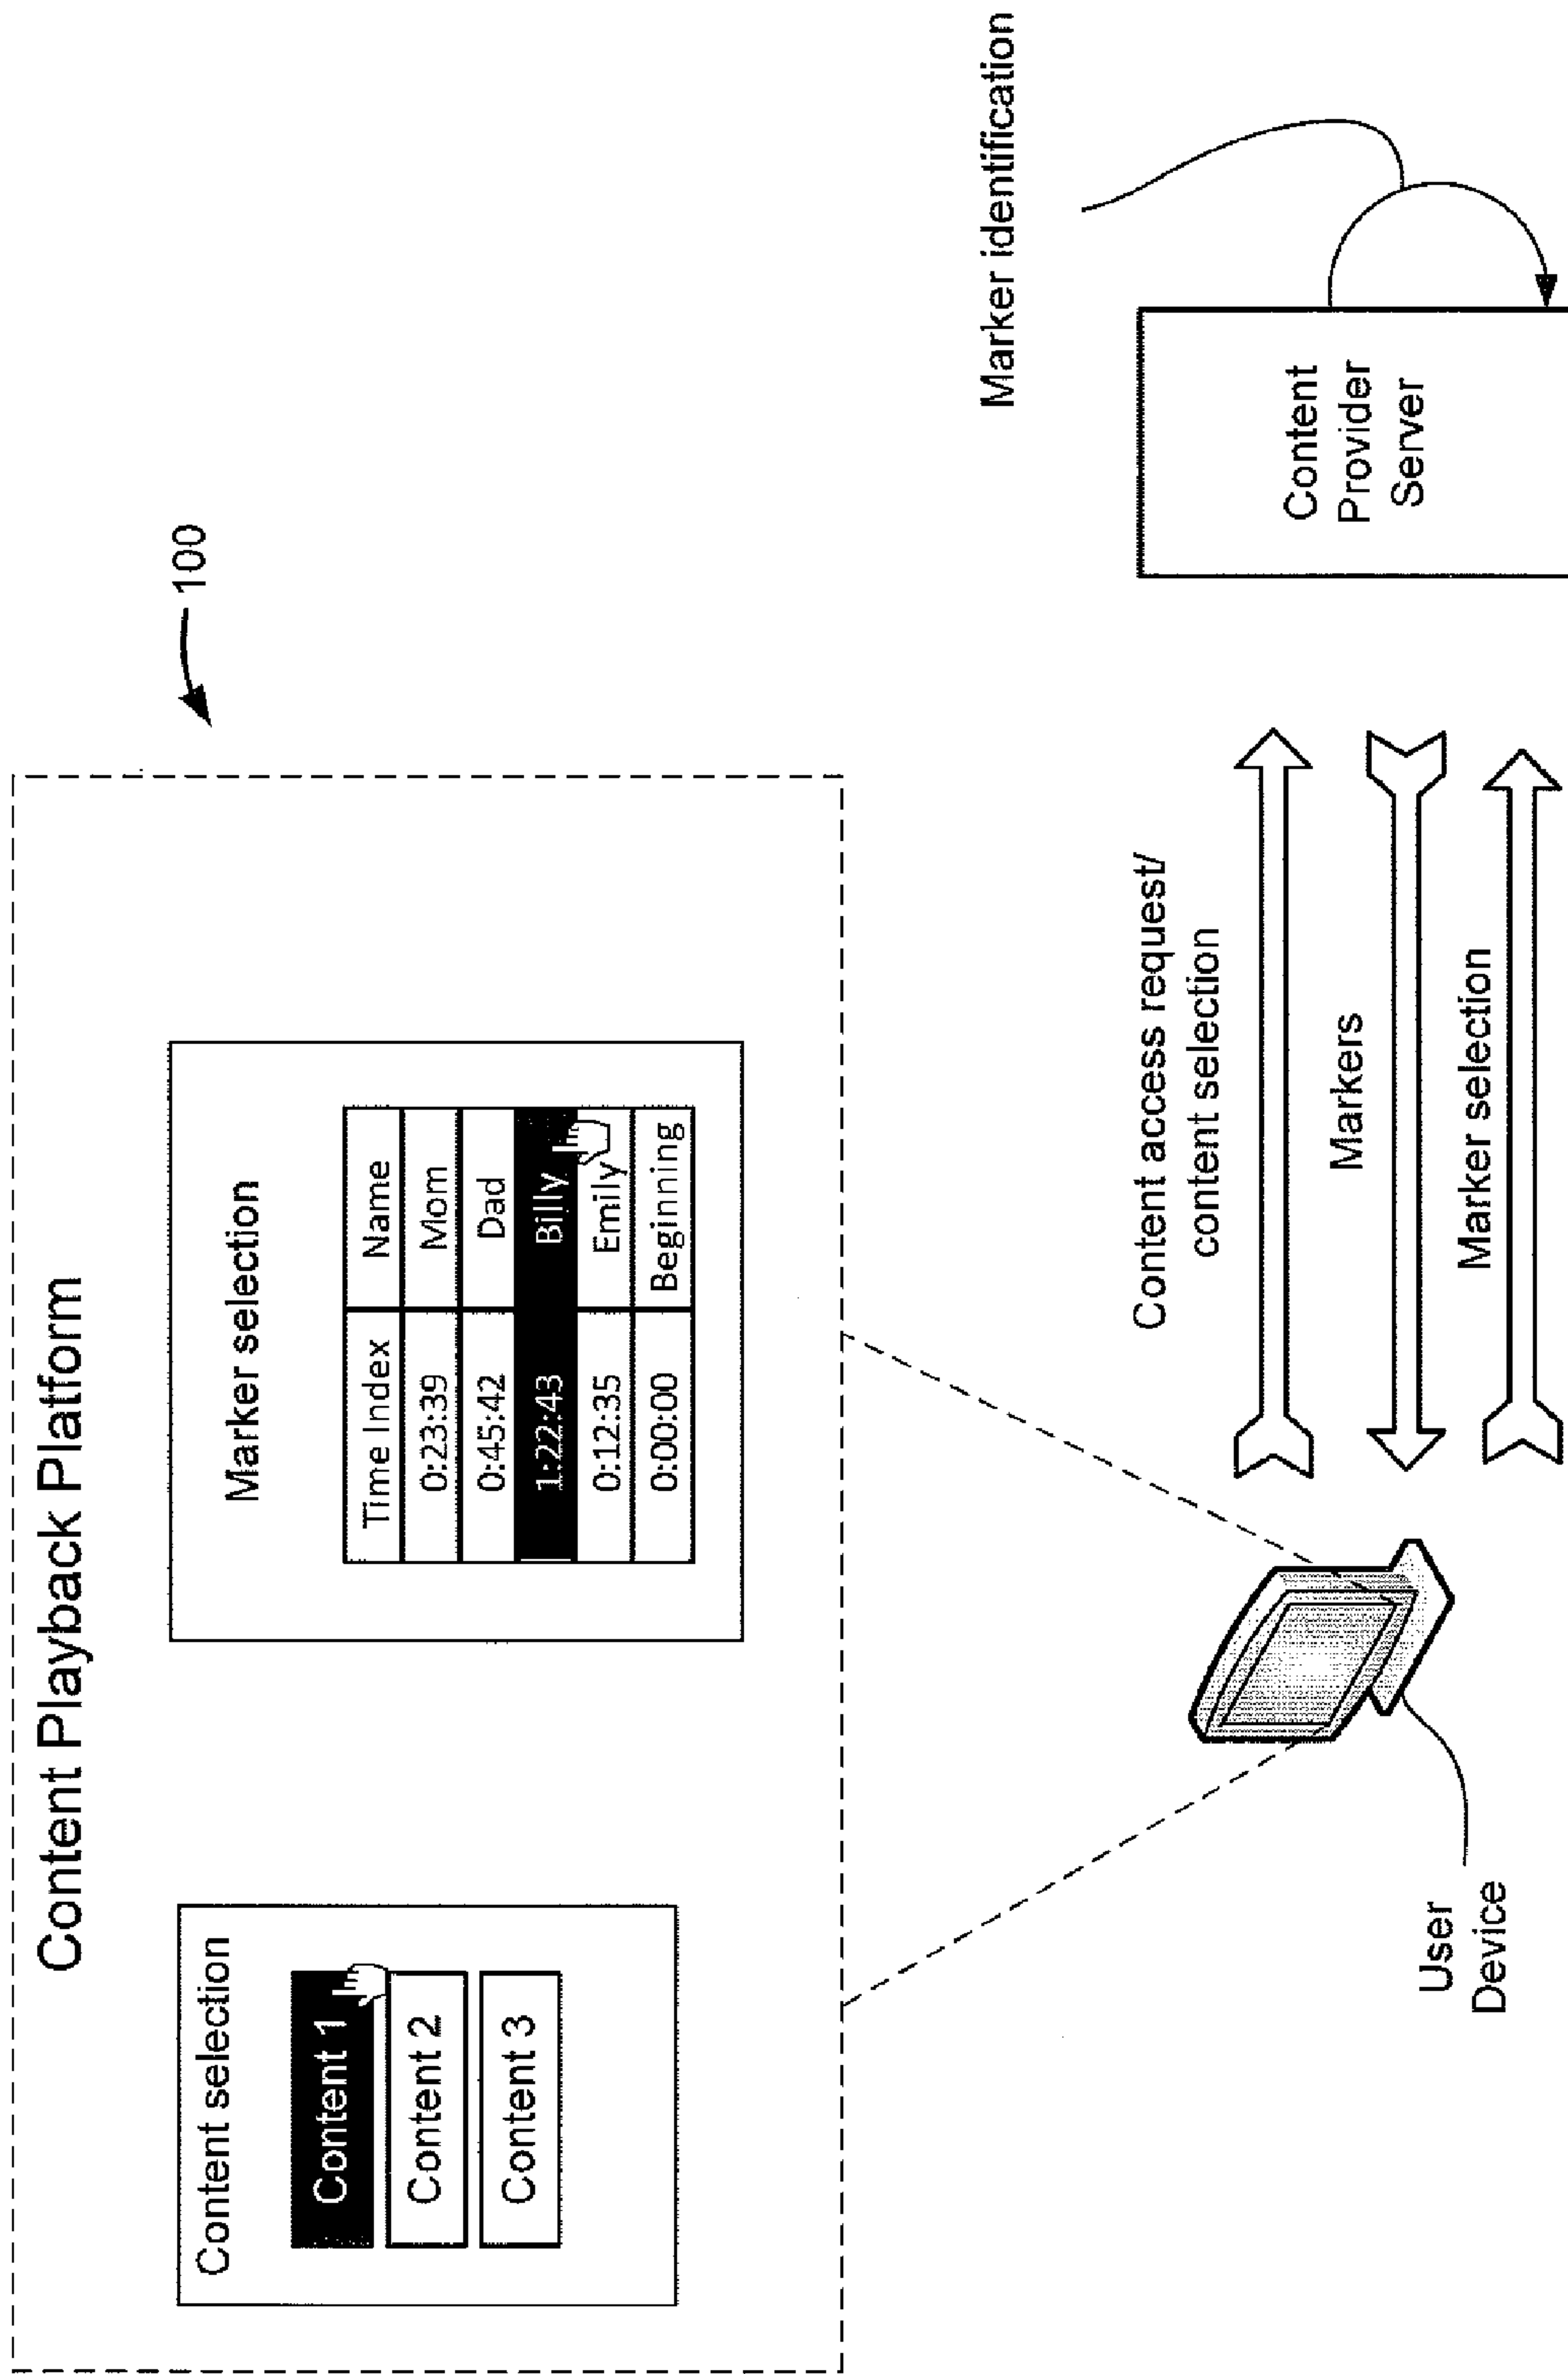 Content Playback Platform
100
Content selection
Content 1
Content 2
Content 3
Marker selection
Time Index Name
0:23:39 Mom
0:45:42 Dad
1:22:43 Billy
0:12:35 Emily
0:00:00 Beginning
User
Device
Content access request/
content selection
Markers
Marker selection
Content
Provider
Server
Marker identification